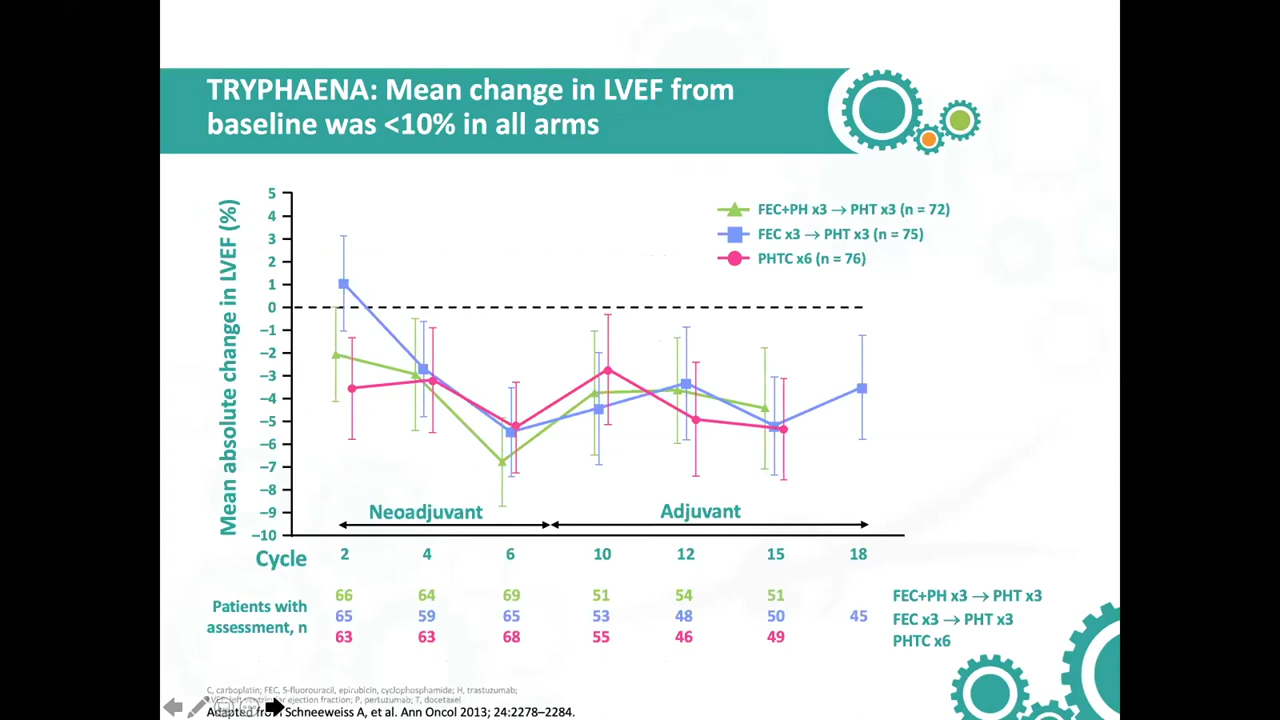 TRYPHAENA: Mean change in LVEF from
baseline was <10% in all arms
Mean absolute change in LVEF (%)
5
4
3
2
1
0
–1
–2
–3
–4
–5
–6
–7
–8
–9
–10
FEC+PH x3 → PHT x3 (n = 72)
FEC x3 → PHT x3 (n = 75)
PHTC x6 (n = 76)
Neoadjuvant Adjuvant
Cycle 2 4 6 10 12 15 18
Patients with
assessment, n
66 64 69 51 54 51 FEC+PH x3 → PHT x3
65 59 65 53 48 50 45 FEC x3 → PHT x3
63 63 68 55 46 49 PHTC x6
C, carboplatin; FEC, 5-fluorouracil, epirubicin, cyclophosphamide; H, trastuzumab;
ejection fraction; P, pertuzumab; T, docetaxel
Adapted from Schneeweiss A, et al. Ann Oncol 2013; 24:2278–2284.